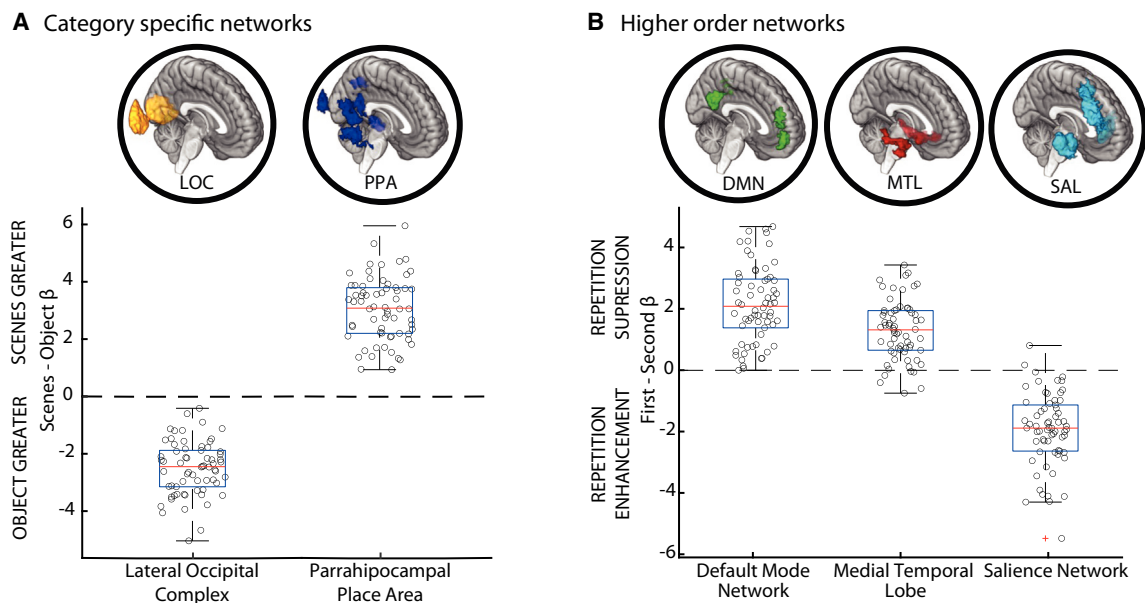 A Category specific networks
LOC
PPA
SCENES GREATER
OBJECT GREATER
Scenes - Object β
6
4
2
0
-2
-4
Lateral Occipital
Complex
Parrahipocampal
Place Area
B Higher order networks
DMN
MTL
SAL
REPETITION
SUPRESSION
REPETITION
ENHANCEMENT
First - Second β
4
2
0
-2
-4
-6
Default Mode
Network
Medial Temporal
Lobe
Salience Network